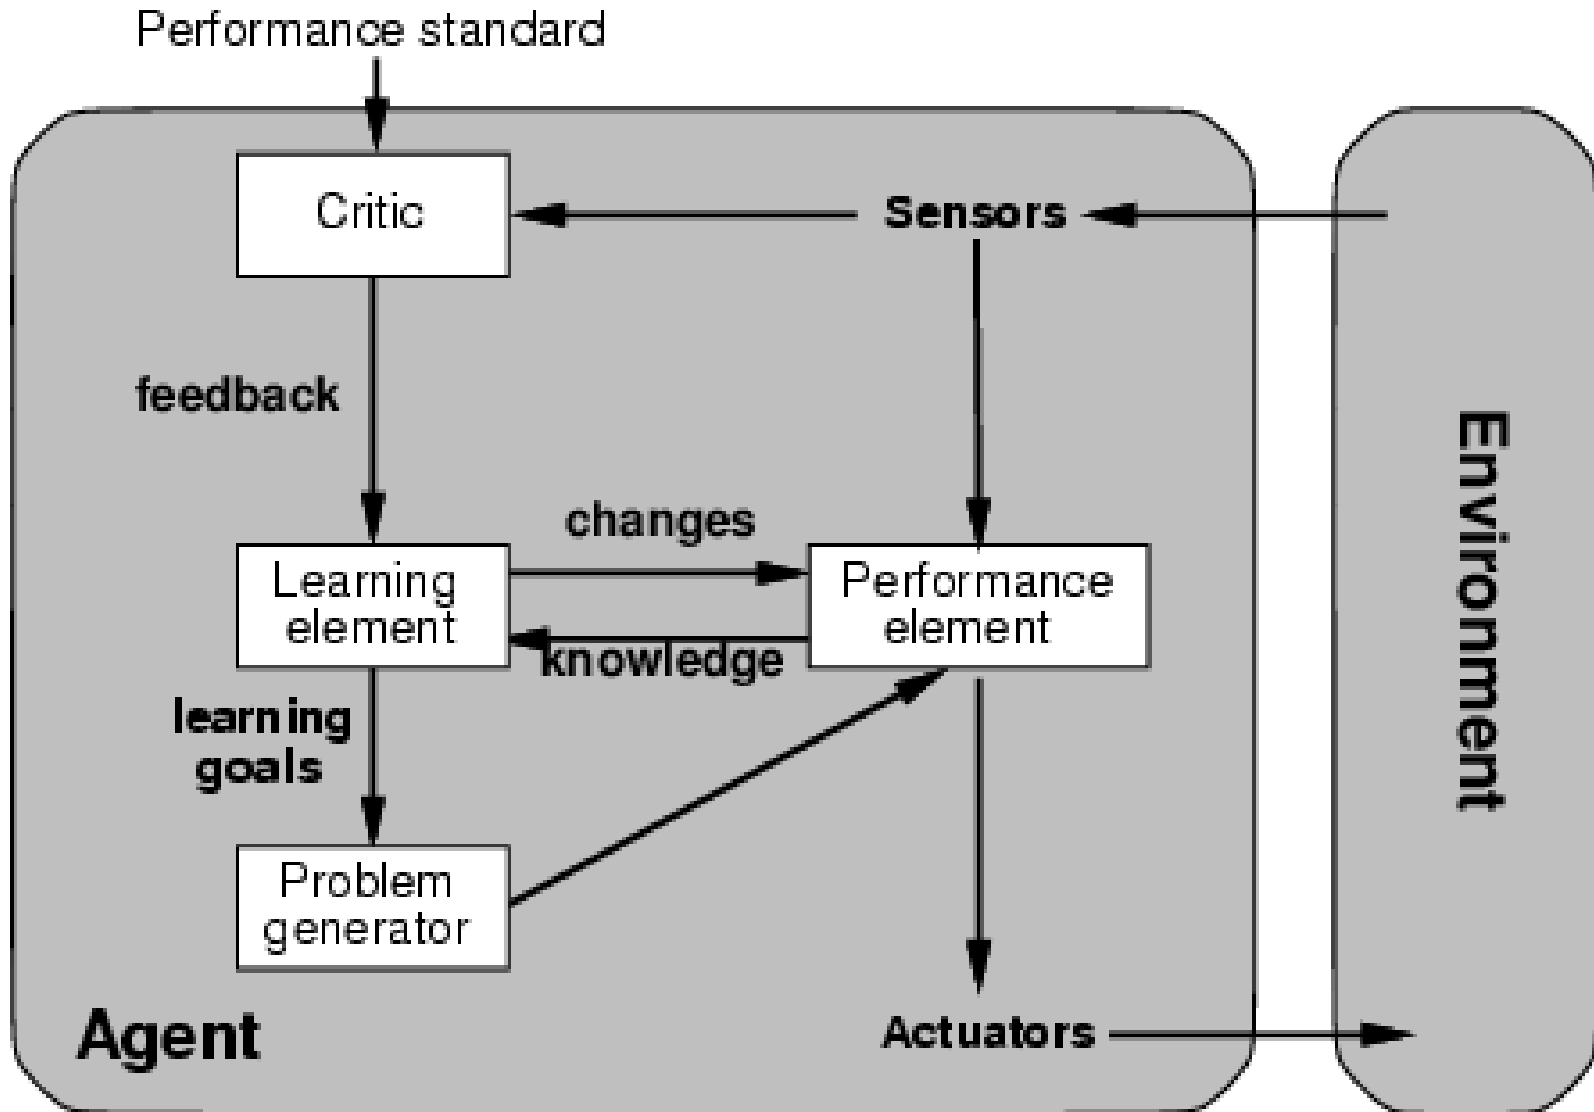 Performance standard
Critic
Sensors
feedback
changes
Learning
element
Performance
element
knowledge
learning
goals
Problem
generator
Agent
Actuators
Environment